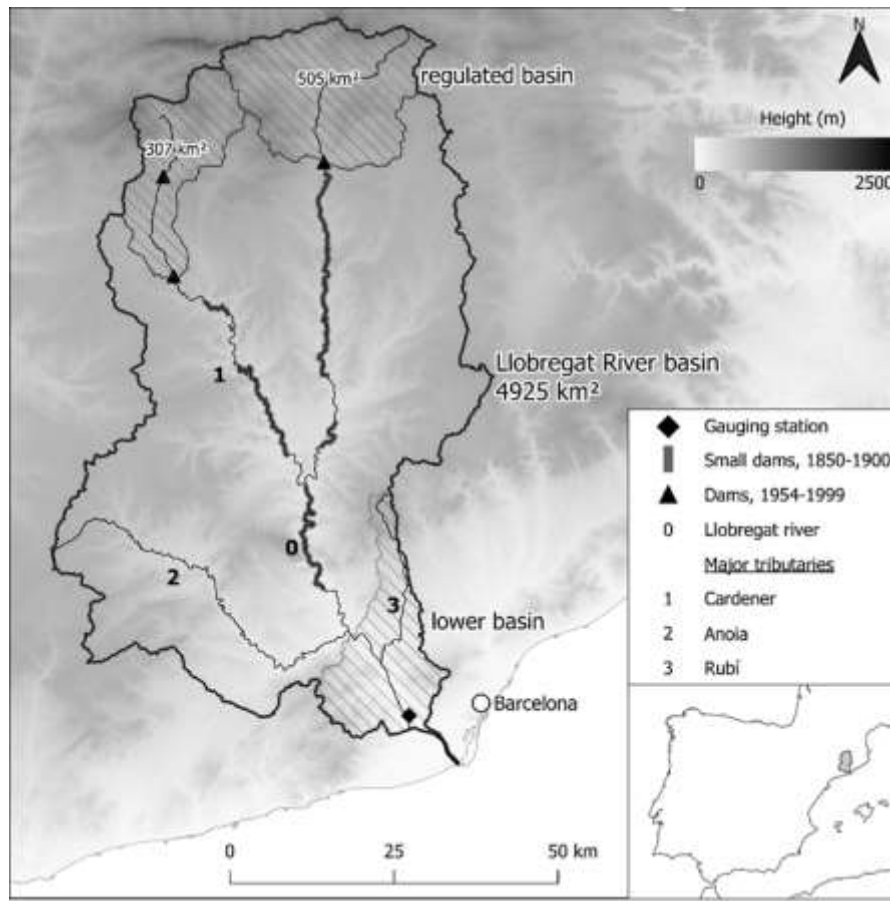 N
505 km²
regulated basin
Height (m)
0
2500
307 km²
1
Llobregat River basin
4925 km²
Gauging station
Small dams, 1850-1900
Dams, 1954-1999
0 Llobregat river
Major tributaries
1 Cardener
2 Anoia
3 Rubí
0
2
3
lower basin
Barcelona
0
25
50 km